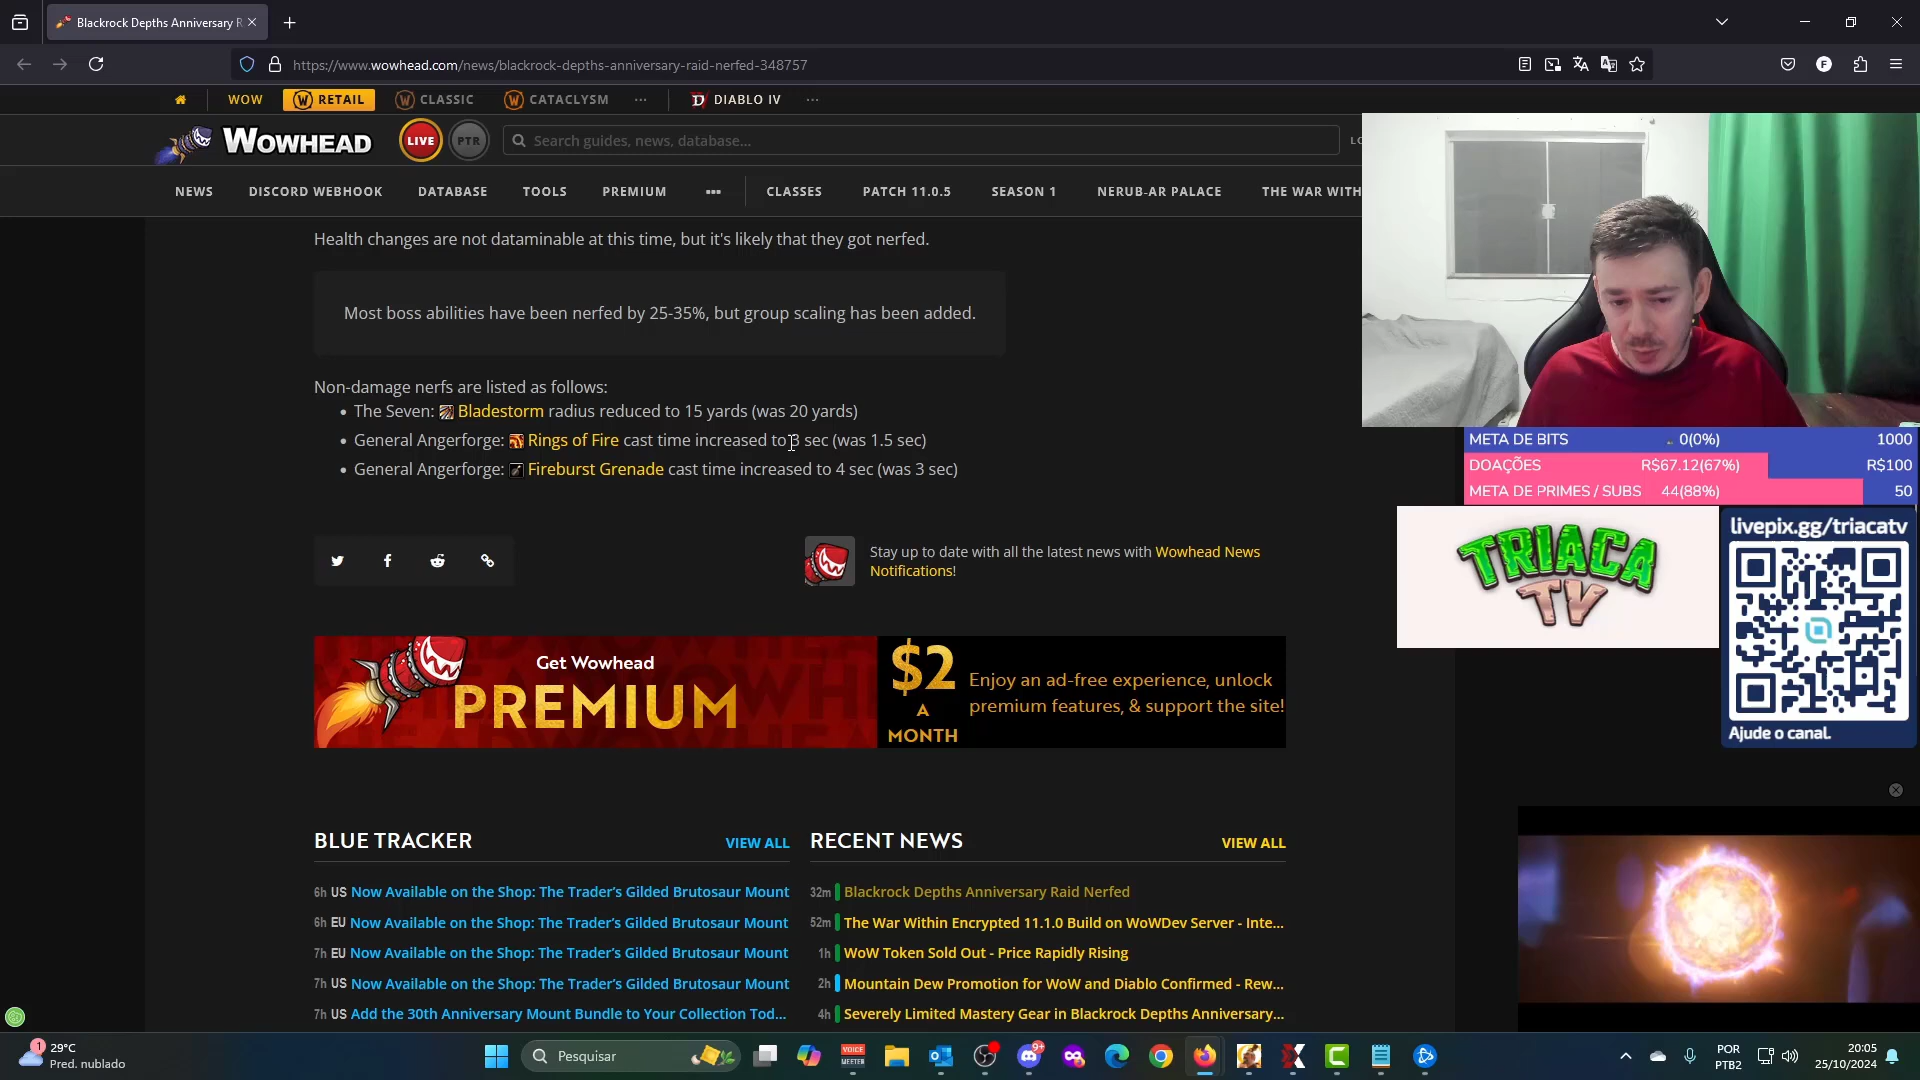 Blackrock Depths Anniversary R
https://www.wowhead.com/news/blackrock-depths-anniversary-raid-nerfed-348757
WOW
RETAIL
CLASSIC
CATACLYSM
DIABLO IV
WOWHEAD
LIVE
PTR
Search guides, news, database...
NEWS
DISCORD WEBHOOK
DATABASE
TOOLS
PREMIUM
CLASSES
PATCH 11.0.5
SEASON 1
NERUB-AR PALACE
THE WAR WITH
Health changes are not dataminable at this time, but it's likely that they got nerfed.
Most boss abilities have been nerfed by 25-35%, but group scaling has been added.
Non-damage nerfs are listed as follows:
The Seven: Bladestorm radius reduced to 15 yards (was 20 yards)
General Angerforge: Rings of Fire cast time increased to 3 sec (was 1.5 sec)
General Angerforge: Fireburst Grenade cast time increased to 4 sec (was 3 sec)
Stay up to date with all the latest news with Wowhead News
Notifications!
Get Wowhead
PREMIUM
$2
A
MONTH
Enjoy an ad-free experience, unlock
premium features, & support the site!
BLUE TRACKER
VIEW ALL
6h US Now Available on the Shop: The Trader's Gilded Brutosaur Mount
6h EU Now Available on the Shop: The Trader's Gilded Brutosaur Mount
7h EU Now Available on the Shop: The Trader's Gilded Brutosaur Mount
7h US Now Available on the Shop: The Trader's Gilded Brutosaur Mount
7h US Add the 30th Anniversary Mount Bundle to Your Collection Tod...
RECENT NEWS
VIEW ALL
32m Blackrock Depths Anniversary Raid Nerfed
52m The War Within Encrypted 11.1.0 Build on WoWDev Server - Inte...
1h WoW Token Sold Out - Price Rapidly Rising
2h Mountain Dew Promotion for WoW and Diablo Confirmed - Rew...
4h Severely Limited Mastery Gear in Blackrock Depths Anniversary...
META DE BITS 0(0%) 1000
DOAÇÕES R$67.12(67%) R$100
META DE PRIMES / SUBS 44(88%) 50
TRIACA
TV
livepix.gg/triacatv
Ajude o canal.
1
29°C
Pred. nublado
Pesquisar
VOICE
MEETER
9+
POR
PTB2
20:05
25/10/2024